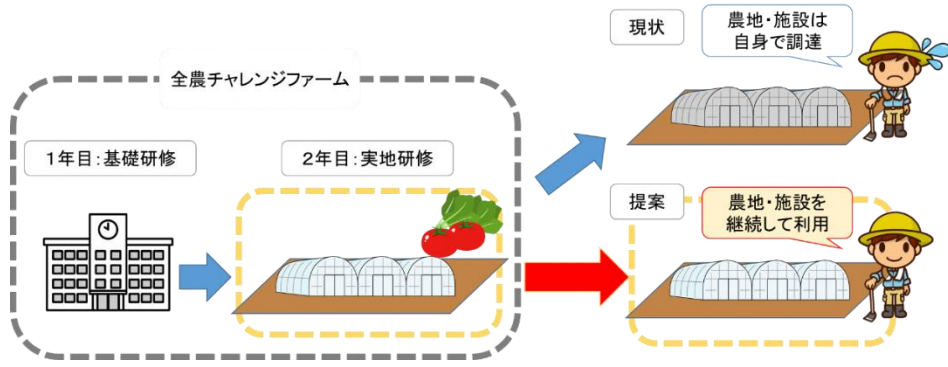 全農チャレンジファーム
1年目:基礎研修
2年目:実地研修
現状
農地・施設は
自身で調達
提案
農地・施設を
継続して利用